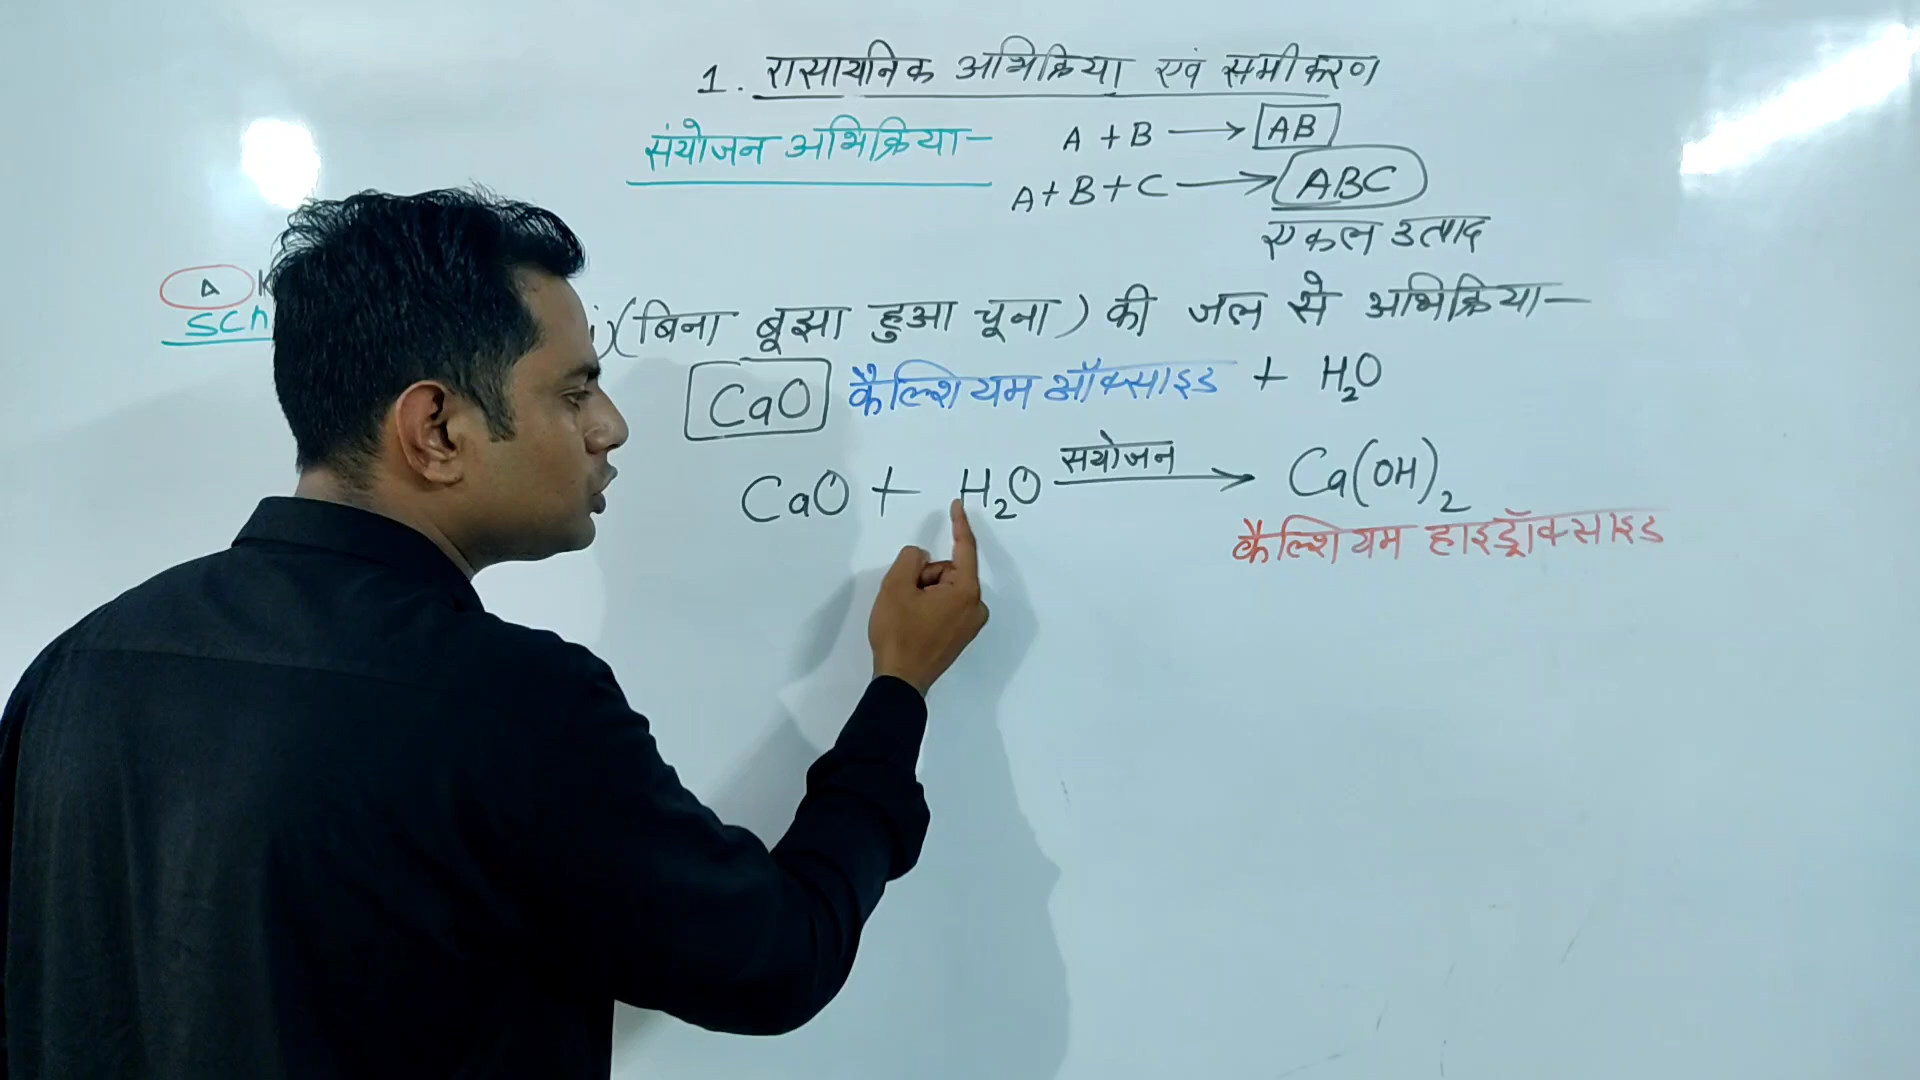 1. रासायनिक अभिक्रिया एवं समीकरण
संयोजन अभिक्रिया— A + B ⟶ AB
A + B + C ⟶ ABC
एकल उत्पाद
A
i) (बिना बूझा हुआ चूना) की जल से अभिक्रिया—
CaO कैल्शियम ऑक्साइड + H₂O
CaO + H₂O संयोजन ⟶ Ca(OH)₂
कैल्शियम हाइड्रॉक्साइड